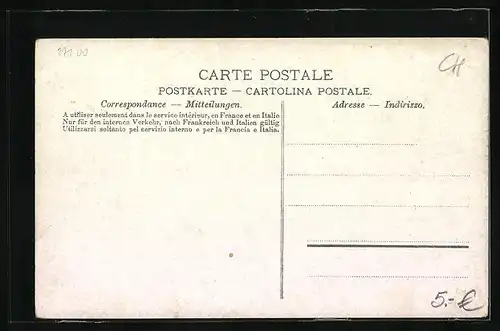 CH
CARTE POSTALE
POSTKARTE — CARTOLINA POSTALE.
Correspondance — Mitteilungen.
Adresse — Indirizzo.
A utiliser seulement dans le service intérieur, en France et en Italie
Nur für den internen Verkehr, nach Frankreich und Italien gültig
Utilizzarsi soltanto pel servizio interno e per la Francia e Italia.
5.- €